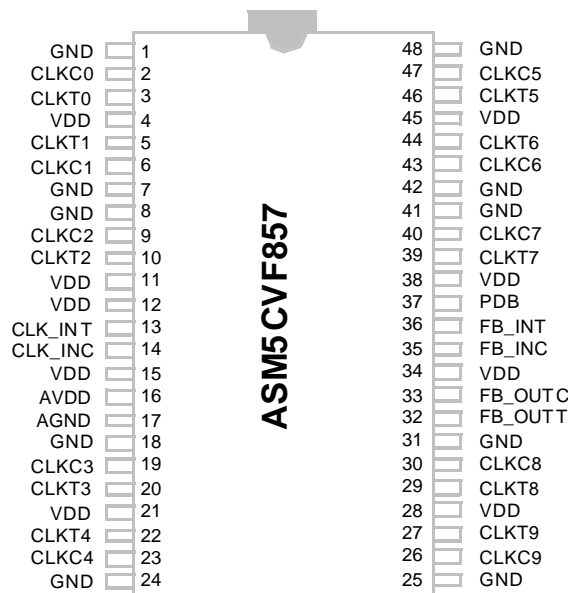 GND 1 48 GND
CLKC0 2 47 CLKC5
CLKT0 3 46 CLKT5
VDD 4 45 VDD
CLKT1 5 44 CLKT6
CLKC1 6 43 CLKC6
GND 7 42 GND
GND 8 41 GND
CLKC2 9 40 CLKC7
CLKT2 10 39 CLKT7
VDD 11 38 VDD
VDD 12 37 PDB
CLK_INT 13 36 FB_INT
CLK_INC 14 35 FB_INC
VDD 15 34 VDD
AVDD 16 33 FB_OUTC
AGND 17 32 FB_OUTT
GND 18 31 GND
CLKC3 19 30 CLKC8
CLKT3 20 29 CLKT8
VDD 21 28 VDD
CLKT4 22 27 CLKT9
CLKC4 23 26 CLKC9
GND 24 25 GND
ASM5CVF857